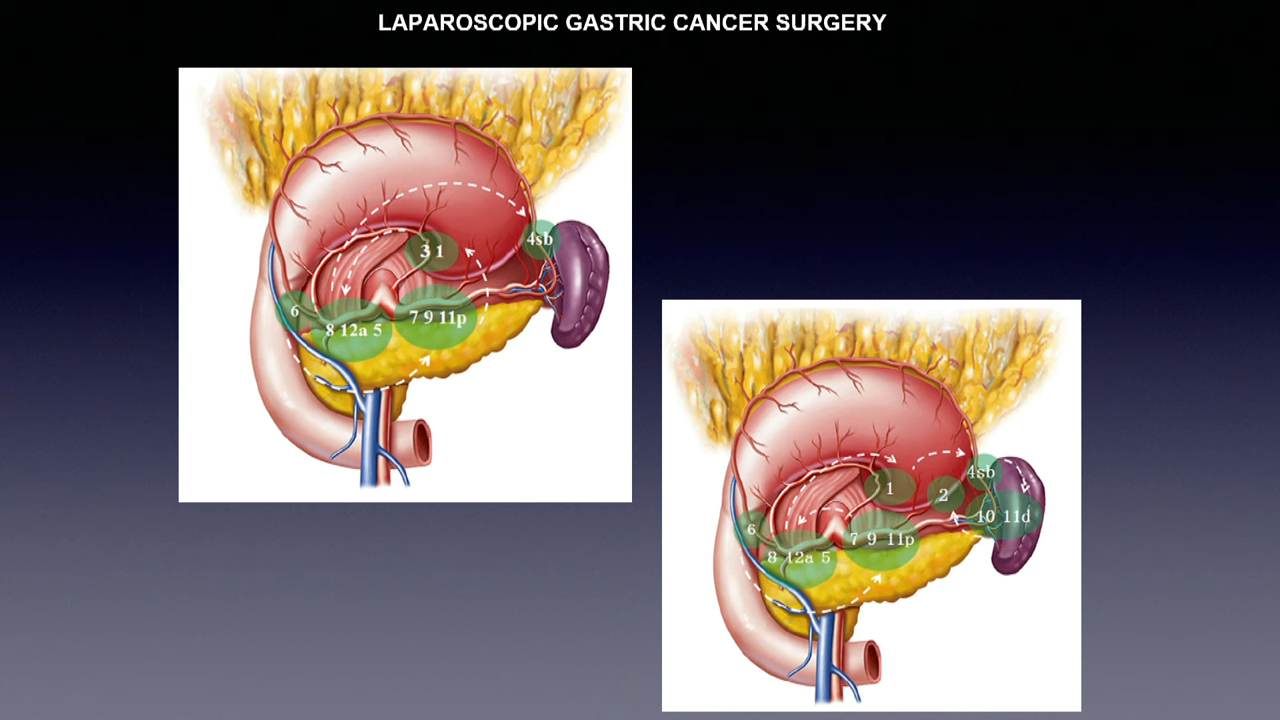 LAPAROSCOPIC GASTRIC CANCER SURGERY
4sb
3 1
6
7 9 11p
8 12a 5
4sb
1
2
10 11d
6
7 9 11p
8 12a 5